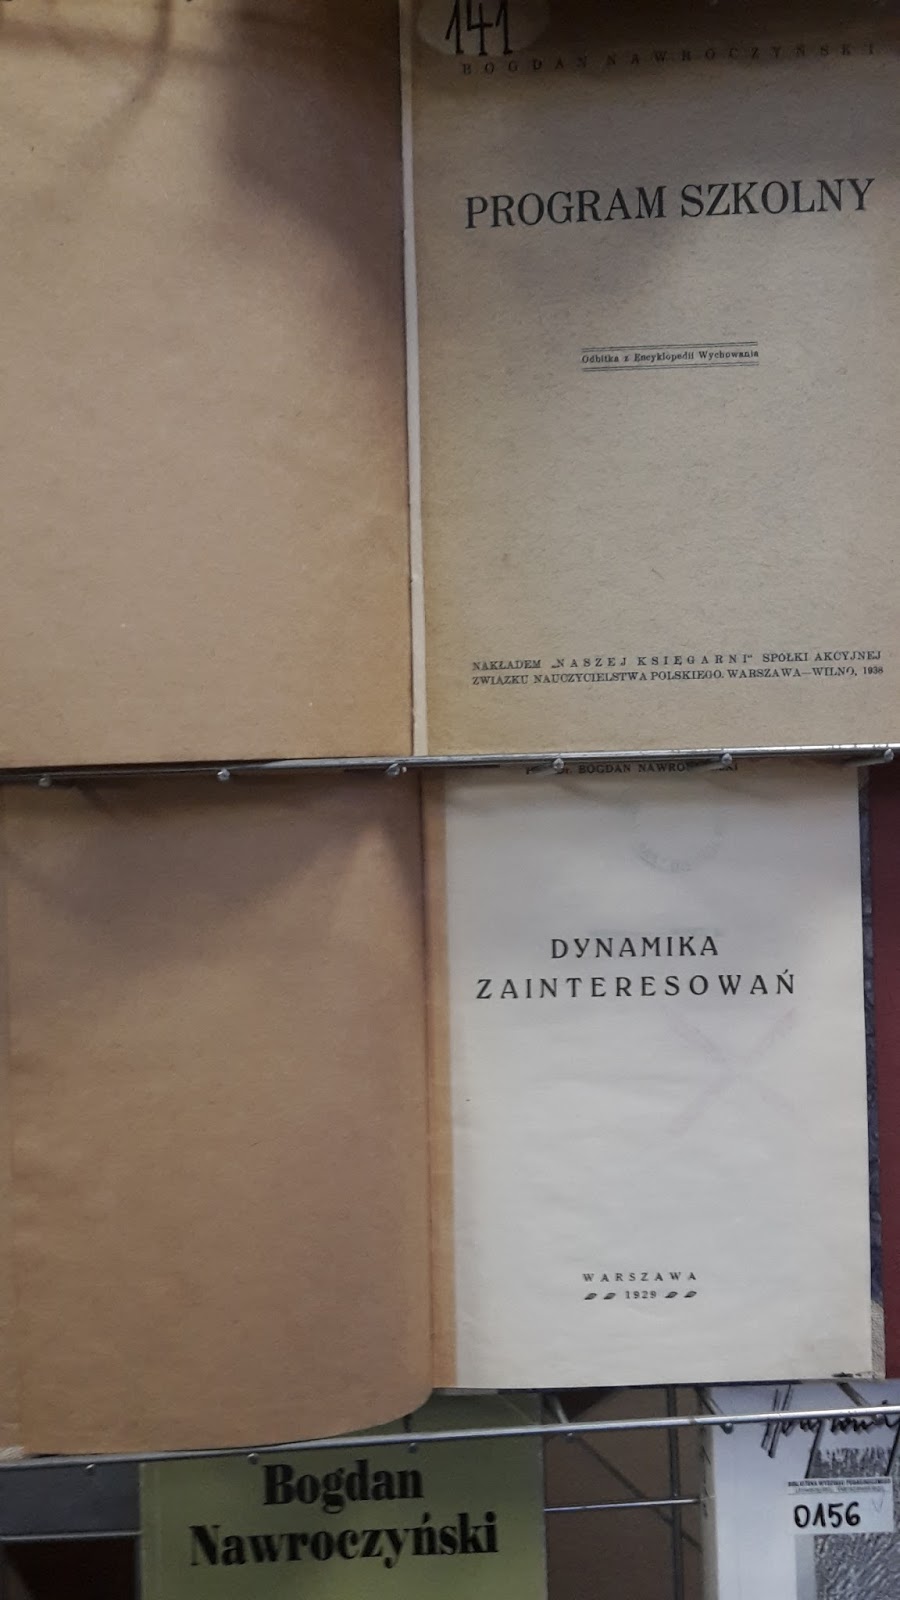 141
BOGDAN NAWROCZYŃSKI
PROGRAM SZKOLNY
Odbitka z Encyklopedii Wychowania
NAKŁADEM „NASZEJ KSIĘGARNI" SPÓŁKI AKCYJNEJ
ZWIĄZKU NAUCZYCIELSTWA POLSKIEGO. WARSZAWA—WILNO, 1938
BOGDAN
DYNAMIKA
ZAINTERESOWAŃ
WARSZAWA
1929
Bogdan
Nawroczyński
0156